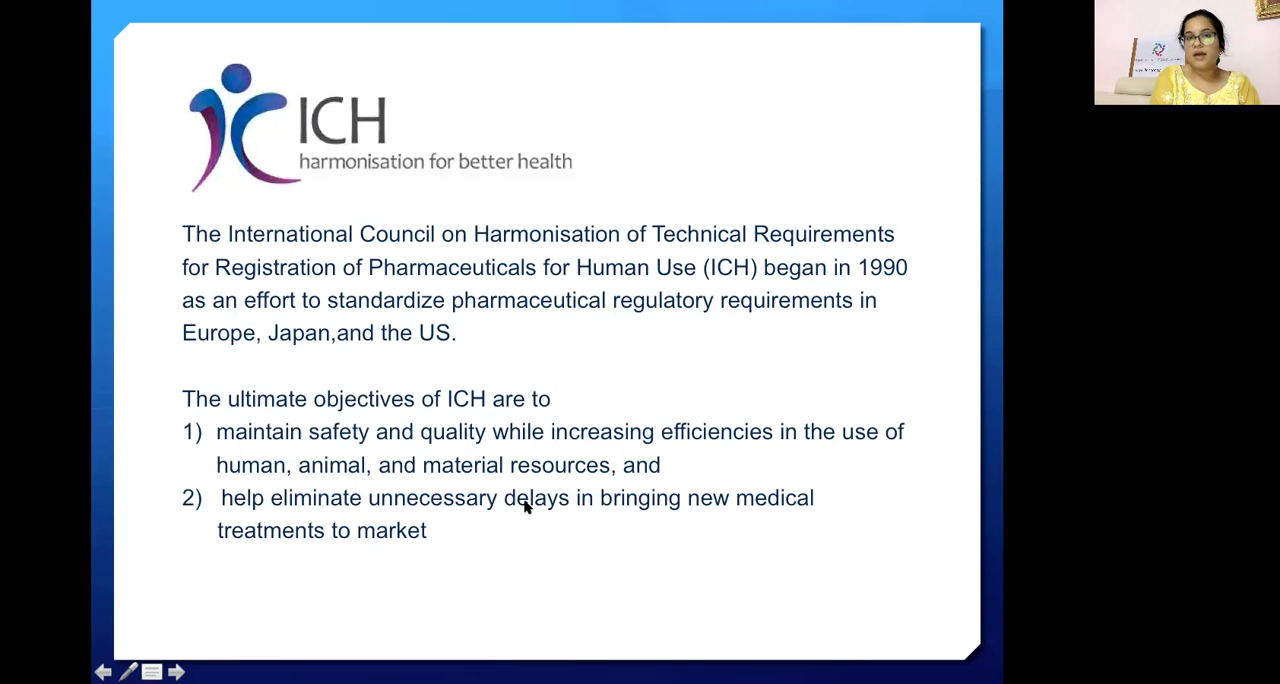 ICH
harmonisation for better health
The International Council on Harmonisation of Technical Requirements
for Registration of Pharmaceuticals for Human Use (ICH) began in 1990
as an effort to standardize pharmaceutical regulatory requirements in
Europe, Japan,and the US.
The ultimate objectives of ICH are to
1) maintain safety and quality while increasing efficiencies in the use of
human, animal, and material resources, and
2) help eliminate unnecessary delays in bringing new medical
treatments to market